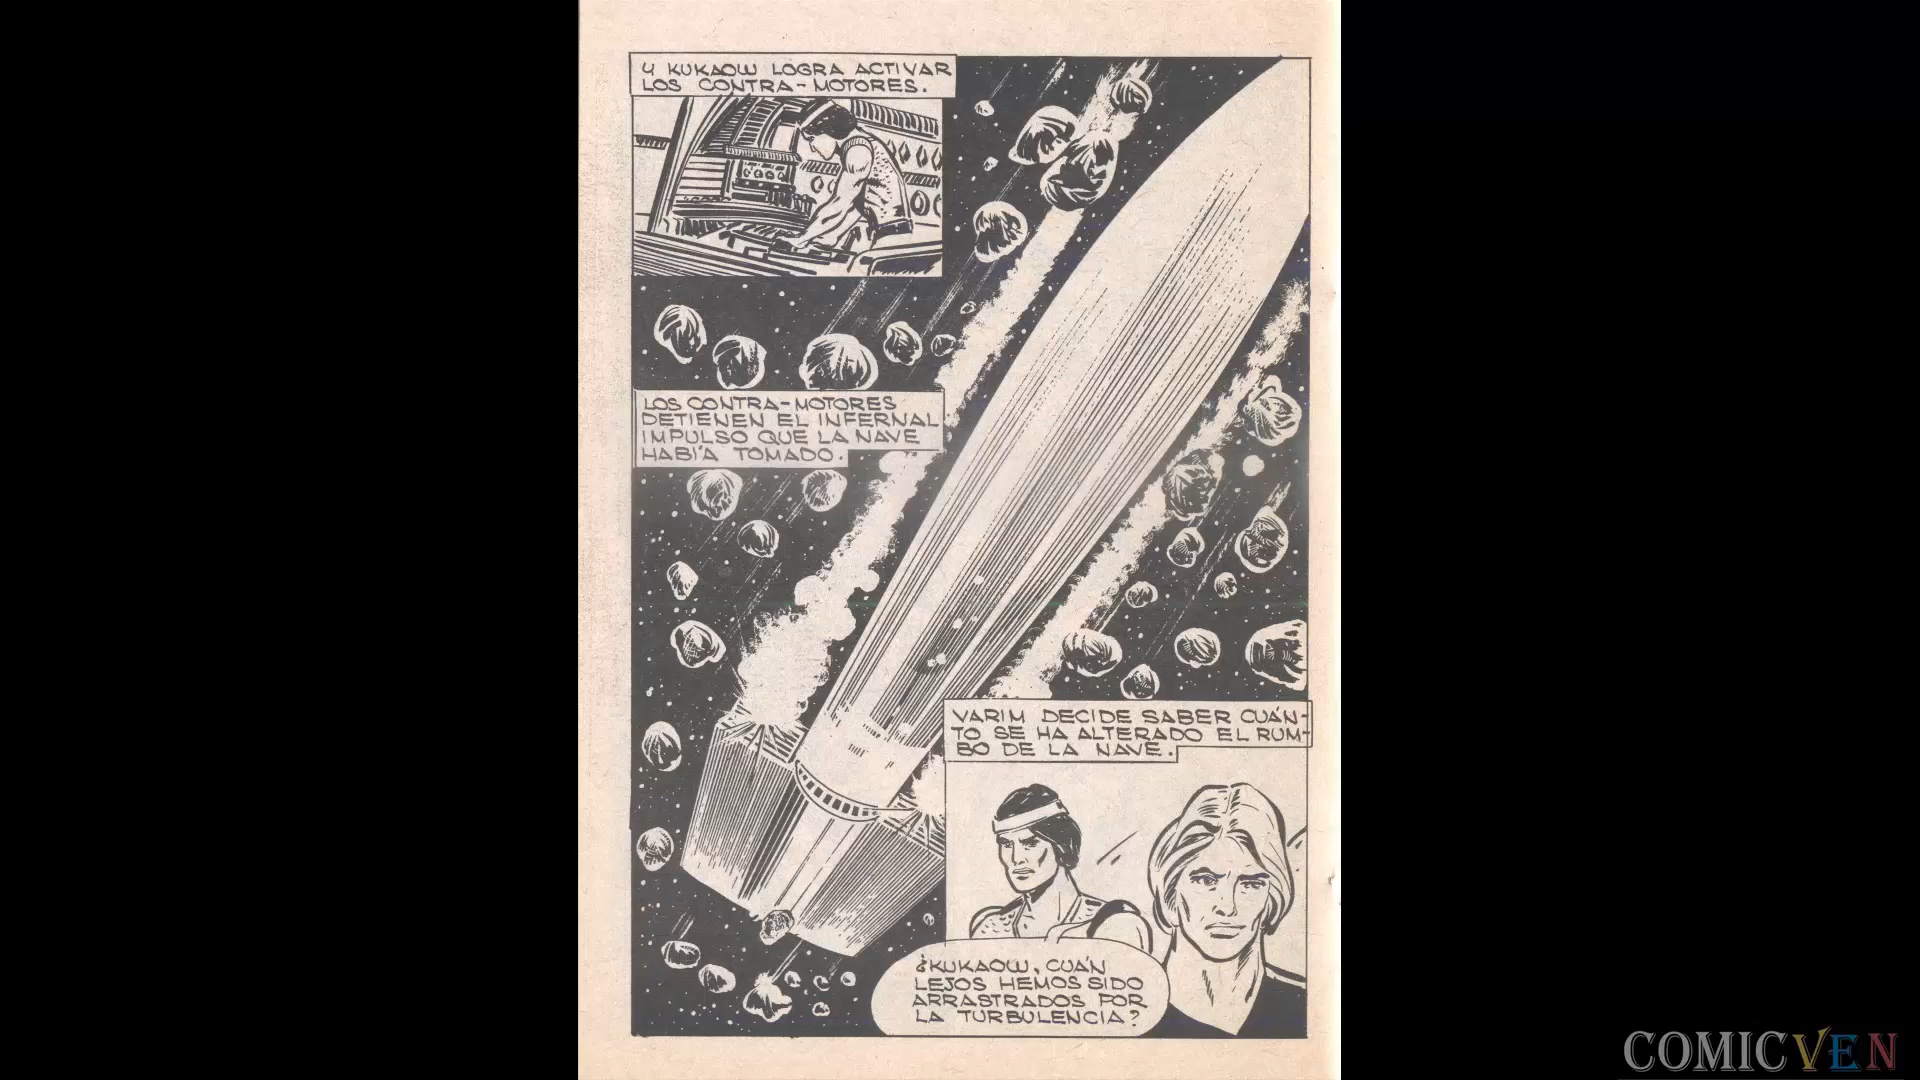 Y KUKAOW LOGRA ACTIVAR
LOS CONTRA-MOTORES.
LOS CONTRA-MOTORES
DETIENEN EL INFERNAL
IMPULSO QUE LA NAVE
HABÍA TOMADO.
VARIM DECIDE SABER CUÁN-
TO SE HA ALTERADO EL RUM-
BO DE LA NAVE.
¿KUKAOW, CUÁN
LEJOS HEMOS SIDO
ARRASTRADOS POR
LA TURBULENCIA?
COMICVEN